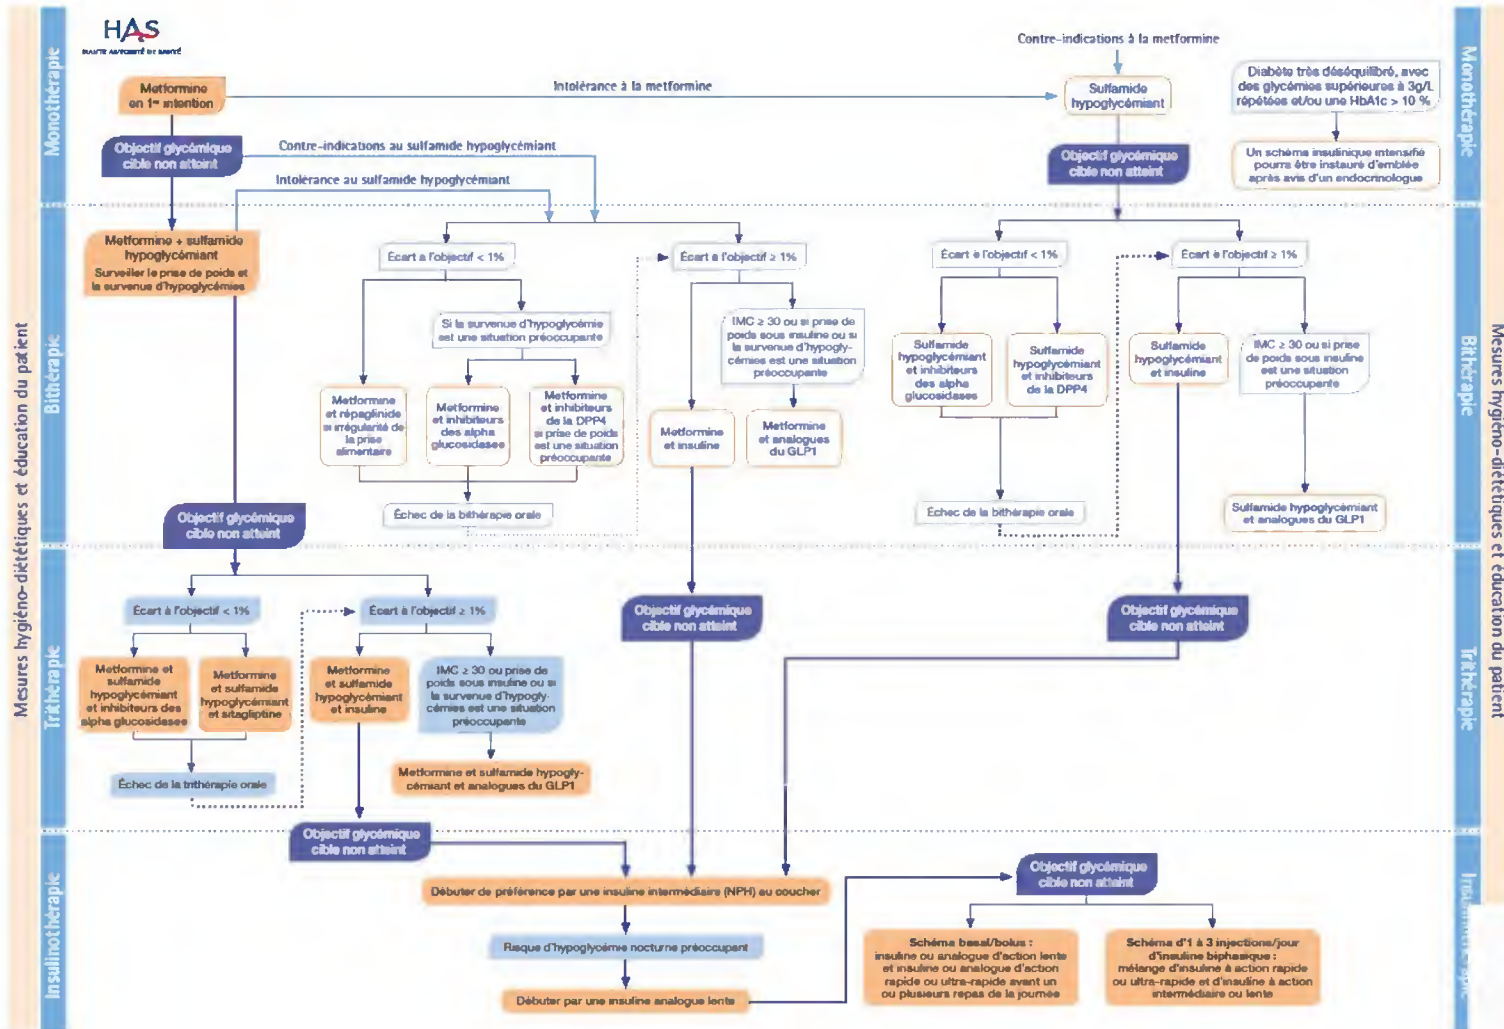 HAS
HAUTE AUTORITÉ DE SANTÉ
Mesures hygiéno-diététiques et éducation du patient
Monothérapie
Metformine
en 1re intention
Intolérance à la metformine
Contre-indications à la metformine
Sulfamide
hypoglycémiant
Diabète très déséquilibré, avec
des glycémies supérieures à 3g/L
répétées et/ou une HbA1c > 10 %
Monothérapie
Objectif glycémique
cible non atteint
Contre-indications au sulfamide hypoglycémiant
Intolérance au sulfamide hypoglycémiant
Objectif glycémique
cible non atteint
Un schéma insulinique intensifié
pourra être instauré d'emblée
après avis d'un endocrinologue
Bithérapie
Metformine + sulfamide
hypoglycémiant
Surveiller le prise de poids et
la survenue d'hypoglycémies
Écart a l'objectif < 1%
Écart à l'objectif ≥ 1%
Écart à l'objectif < 1%
Écart à l'objectif ≥ 1%
Bithérapie
Si la survenue d'hypoglycémie
est une situation préoccupante
IMC ≥ 30 ou si prise de
poids sous insuline ou si
la survenue d'hypogly-
cémies est une situation
préoccupante
Sulfamide
hypoglycémiant
et inhibiteurs
des alpha
glucosidases
Sulfamide
hypoglycémiant
et inhibiteurs
de la DPP4
Sulfamide
hypoglycémiant
et insuline
IMC ≥ 30 ou si prise
de poids sous insuline
est une situation
préoccupante
Metformine
et répaglinide
si irrégularité de
la prise
alimentaire
Metformine
et inhibiteurs
des alpha
glucosidases
Metformine
et inhibiteurs
de la DPP4
si prise de poids
est une situation
préoccupante
Metformine
et insuline
Metformine
et analogues
du GLP1
Échec de la bithérapie orale
Échec de la bithérapie orale
Sulfamide hypoglycémiant
et analogues du GLP1
Objectif glycémique
cible non atteint
Trithérapie
Écart à l'objectif < 1%
Écart à l'objectif ≥ 1%
Objectif glycémique
cible non atteint
Objectif glycémique
cible non atteint
Trithérapie
Metformine et
sulfamide
hypoglycémiant
et inhibiteurs des
alpha glucosidases
Metformine
et sulfamide
hypoglycémiant
et sitagliptine
Metformine
et sulfamide
hypoglycémiant
et insuline
IMC ≥ 30 ou prise de
poids sous insuline ou si
la survenue d'hypogly-
cémies est une situation
préoccupante
Échec de la trithérapie orale
Metformine et sulfamide hypogly-
cémiant et analogues du GLP1
Insulinothérapie
Objectif glycémique
cible non atteint
Débuter de préférence par une insuline intermédiaire (NPH) au coucher
Risque d'hypoglycémie nocturne préoccupant
Débuter par une insuline analogue lente
Objectif glycémique
cible non atteint
Schéma basal/bolus :
insuline ou analogue d'action lente
et insuline ou analogue d'action
rapide ou ultra-rapide avant un
ou plusieurs repas de la journée
Schéma d'1 à 3 injections/jour
d'insuline biphasique :
mélange d'insuline à action rapide
ou ultra-rapide et d'insuline à action
intermédiaire ou lente
Mesures hygiéno-diététiques et éducation du patient